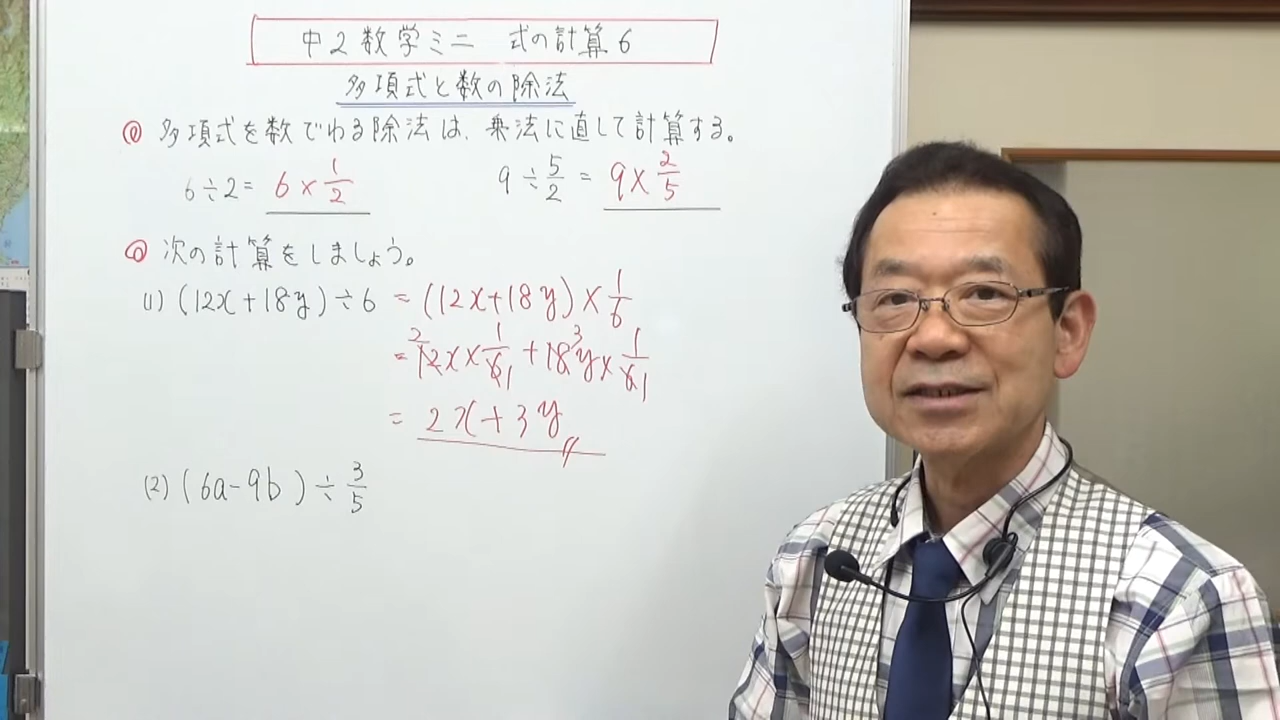 中2数学ミニ 式の計算6
多項式と数の除法
◎ 多項式を数でわる除法は、乗法に直して計算する。
6÷2= 6×1/2 9÷5/2 = 9×2/5
◎ 次の計算をしましょう。
(1) (12x+18y)÷6 = (12x+18y)×1/6
= 12x×1/6 + 18y×1/6
= 2x+3y
(2) (6a-9b)÷3/5